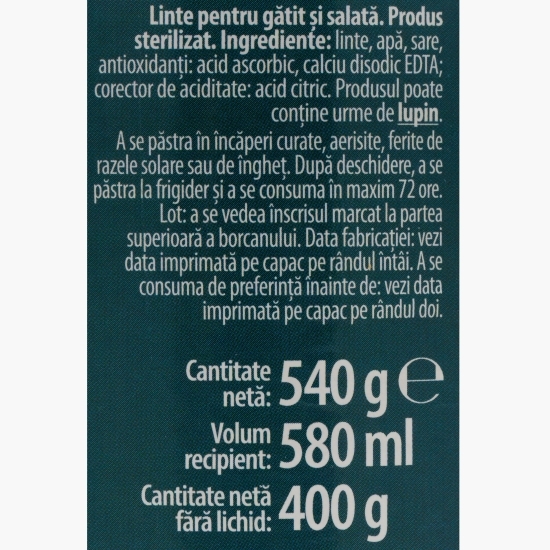 Linte pentru gătit și salată. Produs
sterilizat. Ingrediente: linte, apă, sare,
antioxidanți: acid ascorbic, calciu disodic EDTA;
corector de aciditate: acid citric. Produsul poate
conține urme de lupin.
A se păstra în încăperi curate, aerisite, ferite de
razele solare sau de îngheț. După deschidere, a se
păstra la frigider și a se consuma în maxim 72 ore.
Lot: a se vedea înscrisul marcat la partea
superioară a borcanului. Data fabricației: vezi
data imprimată pe capac pe rândul întâi. A se
consuma de preferință înainte de: vezi data
imprimată pe capac pe rândul doi.
Cantitate netă: 540 g ℮
Volum recipient: 580 ml
Cantitate netă fără lichid: 400 g